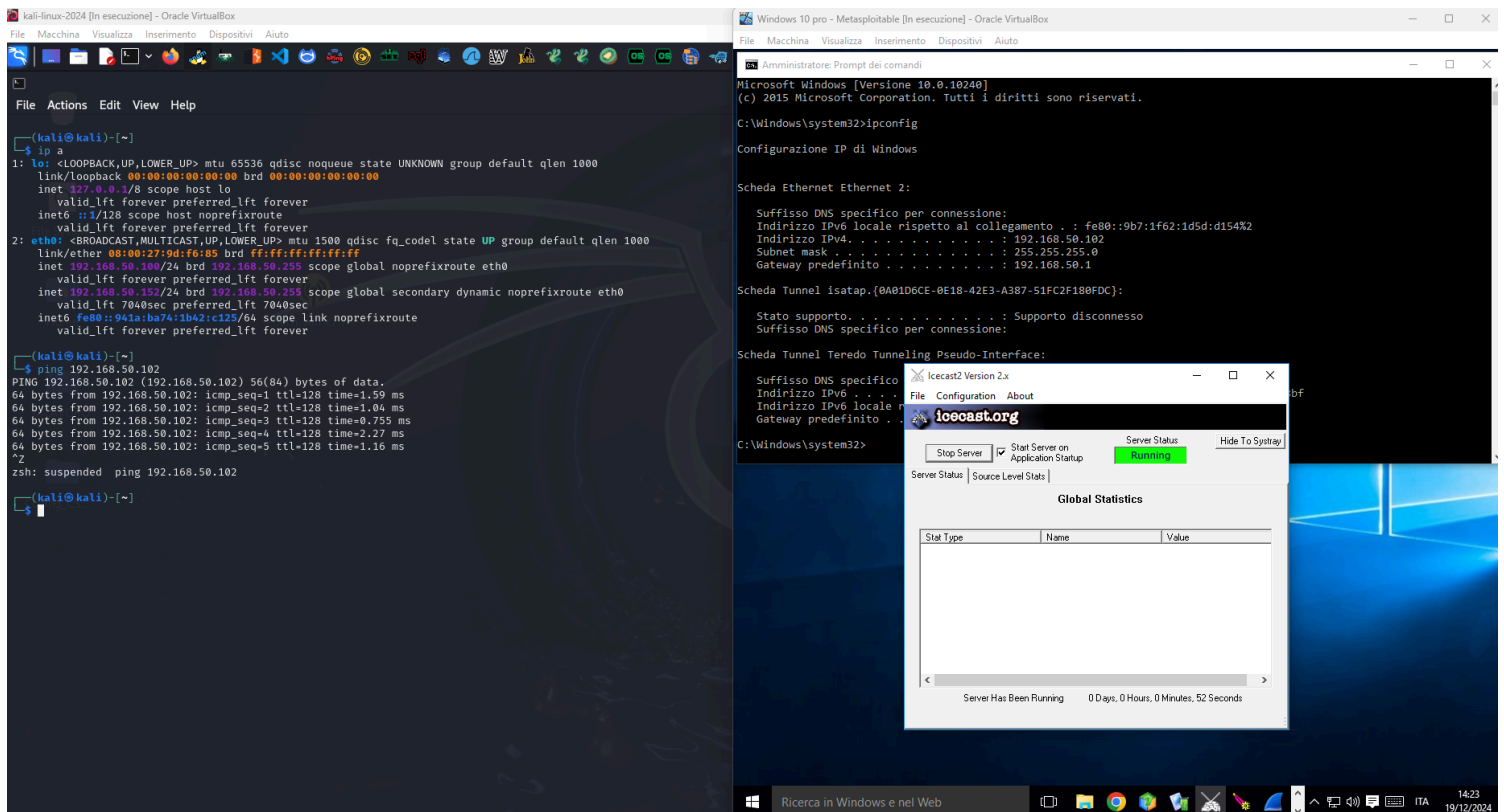 kali-linux-2024 [In esecuzione] - Oracle VirtualBox
File Macchina Visualizza Inserimento Dispositivi Aiuto
File Actions Edit View Help
┌──(kali㉿kali)-[~]
└─$ ip a
1: lo: <LOOPBACK,UP,LOWER_UP> mtu 65536 qdisc noqueue state UNKNOWN group default qlen 1000
link/loopback 00:00:00:00:00:00 brd 00:00:00:00:00:00
inet 127.0.0.1/8 scope host lo
valid_lft forever preferred_lft forever
inet6 ::1/128 scope host noprefixroute
valid_lft forever preferred_lft forever
2: eth0: <BROADCAST,MULTICAST,UP,LOWER_UP> mtu 1500 qdisc fq_codel state UP group default qlen 1000
link/ether 08:00:27:9d:f6:85 brd ff:ff:ff:ff:ff:ff
inet 192.168.50.100/24 brd 192.168.50.255 scope global noprefixroute eth0
valid_lft forever preferred_lft forever
inet 192.168.50.152/24 brd 192.168.50.255 scope global secondary dynamic noprefixroute eth0
valid_lft 7040sec preferred_lft 7040sec
inet6 fe80::941a:ba74:1b42:c125/64 scope link noprefixroute
valid_lft forever preferred_lft forever
┌──(kali㉿kali)-[~]
└─$ ping 192.168.50.102
PING 192.168.50.102 (192.168.50.102) 56(84) bytes of data.
64 bytes from 192.168.50.102: icmp_seq=1 ttl=128 time=1.59 ms
64 bytes from 192.168.50.102: icmp_seq=2 ttl=128 time=1.04 ms
64 bytes from 192.168.50.102: icmp_seq=3 ttl=128 time=0.755 ms
64 bytes from 192.168.50.102: icmp_seq=4 ttl=128 time=2.27 ms
64 bytes from 192.168.50.102: icmp_seq=5 ttl=128 time=1.16 ms
^Z
zsh: suspended ping 192.168.50.102
┌──(kali㉿kali)-[~]
└─$
Windows 10 pro - Metasploitable [In esecuzione] - Oracle VirtualBox
File Macchina Visualizza Inserimento Dispositivi Aiuto
Amministratore: Prompt dei comandi
Microsoft Windows [Versione 10.0.10240]
(c) 2015 Microsoft Corporation. Tutti i diritti sono riservati.
C:\Windows\system32>ipconfig
Configurazione IP di Windows
Scheda Ethernet Ethernet 2:
Suffisso DNS specifico per connessione:
Indirizzo IPv6 locale rispetto al collegamento . : fe80::9b7:1f62:1d5d:d154%2
Indirizzo IPv4. . . . . . . . . . . . : 192.168.50.102
Subnet mask . . . . . . . . . . . . . : 255.255.255.0
Gateway predefinito . . . . . . . . . : 192.168.50.1
Scheda Tunnel isatap.{0A01D6CE-0E18-42E3-A387-51FC2F180FDC}:
Stato supporto. . . . . . . . . . . . : Supporto disconnesso
Suffisso DNS specifico per connessione:
Scheda Tunnel Teredo Tunneling Pseudo-Interface:
Suffisso DNS specifico
Indirizzo IPv6 . . . . bf
Indirizzo IPv6 locale
Gateway predefinito . .
C:\Windows\system32>
Icecast2 Version 2.x
File Configuration About
icecast.org
Stop Server
Start Server on
Application Startup
Server Status
Running
Hide To Systray
Server Status Source Level Stats
Global Statistics
Stat Type Name Value
Server Has Been Running 0 Days, 0 Hours, 0 Minutes, 52 Seconds
Ricerca in Windows e nel Web
ITA
14:23
19/12/2024